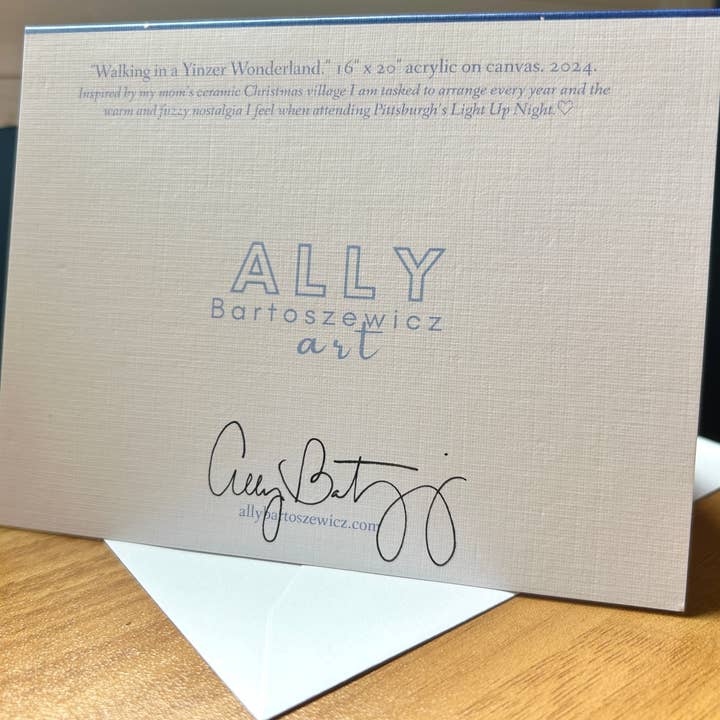 "Walking in a Yinzer Wonderland." 16" x 20" acrylic on canvas. 2024.
Inspired by my mom's ceramic Christmas village I am tasked to arrange every year and the
warm and fuzzy nostalgia I feel when attending Pittsburgh's Light Up Night.♡
ALLY
Bartoszewicz
art
Ally Batzij
allybartoszewicz.com